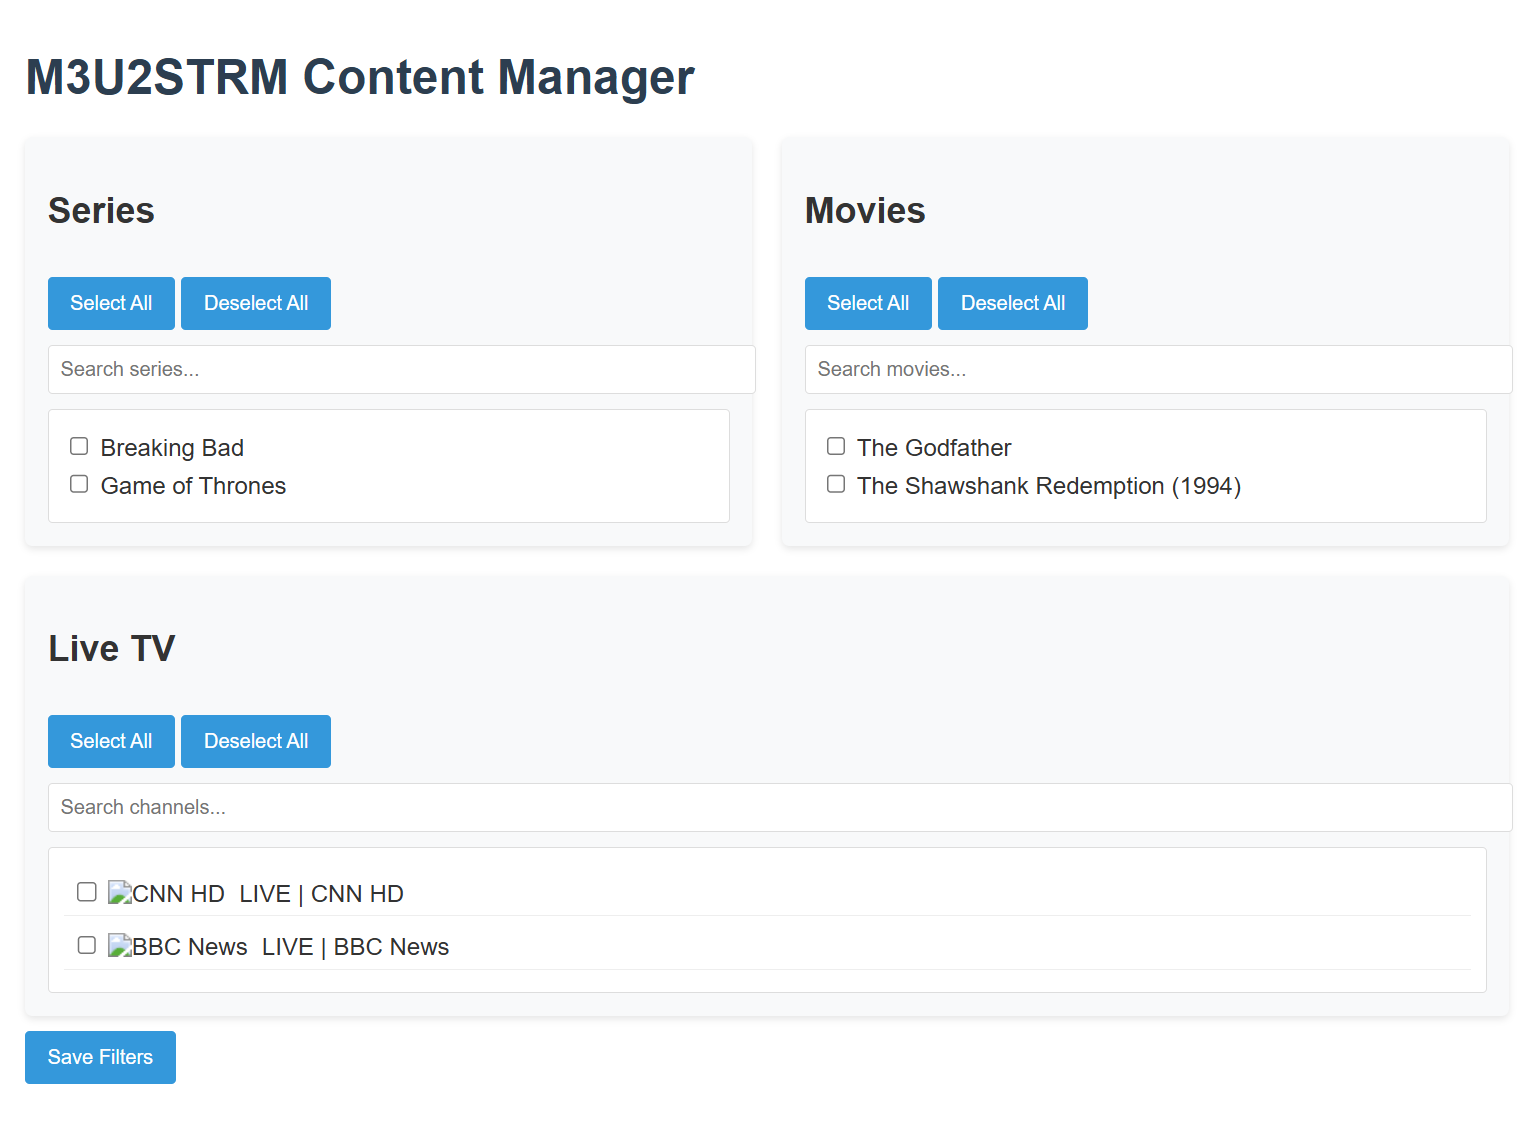 M3U2STRM Content Manager
Series
Select All Deselect All
Search series...
Breaking Bad
Game of Thrones
Movies
Select All Deselect All
Search movies...
The Godfather
The Shawshank Redemption (1994)
Live TV
Select All Deselect All
Search channels...
CNN HD LIVE | CNN HD
BBC News LIVE | BBC News
Save Filters